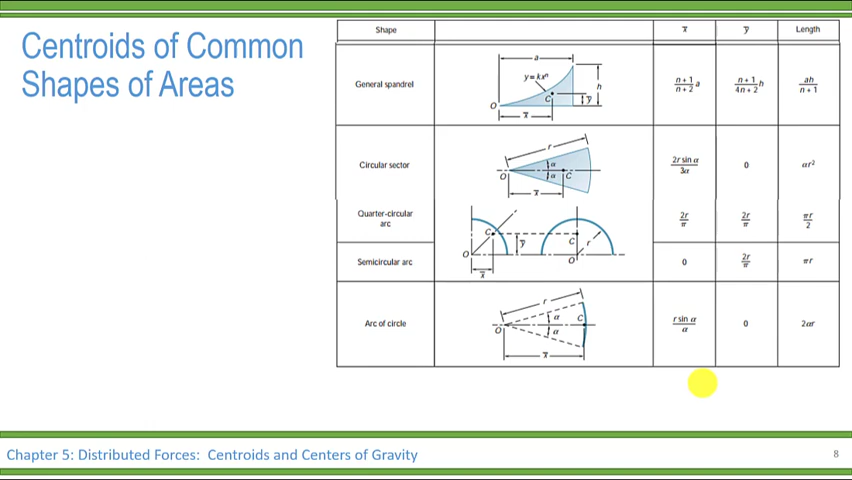 Centroids of Common
Shapes of Areas
Shape x̅ y̅ Length
General spandrel
a
y = kxⁿ
h
C
y̅
O
x̅
n + 1 / n + 2 a
n + 1 / 4n + 2 h
ah / n + 1
Circular sector
r
α
α
O
C
x̅
2r sin α / 3α
0
αr²
Quarter-circular
arc
C
O
y̅
x̅
C
r
O
2r / π
2r / π
πr / 2
Semicircular arc
0
2r / π
πr
Arc of circle
r
α
α
C
O
x̅
r sin α / α
0
2αr
Chapter 5: Distributed Forces: Centroids and Centers of Gravity
8